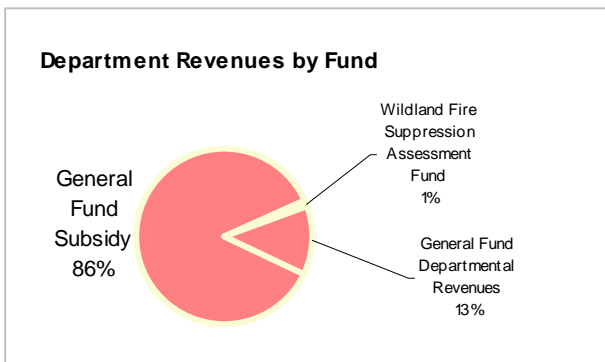 Department Revenues by Fund
Wildland Fire
Suppression
Assessment
Fund
1%
General
Fund
Subsidy
86%
General Fund
Departmental
Revenues
13%